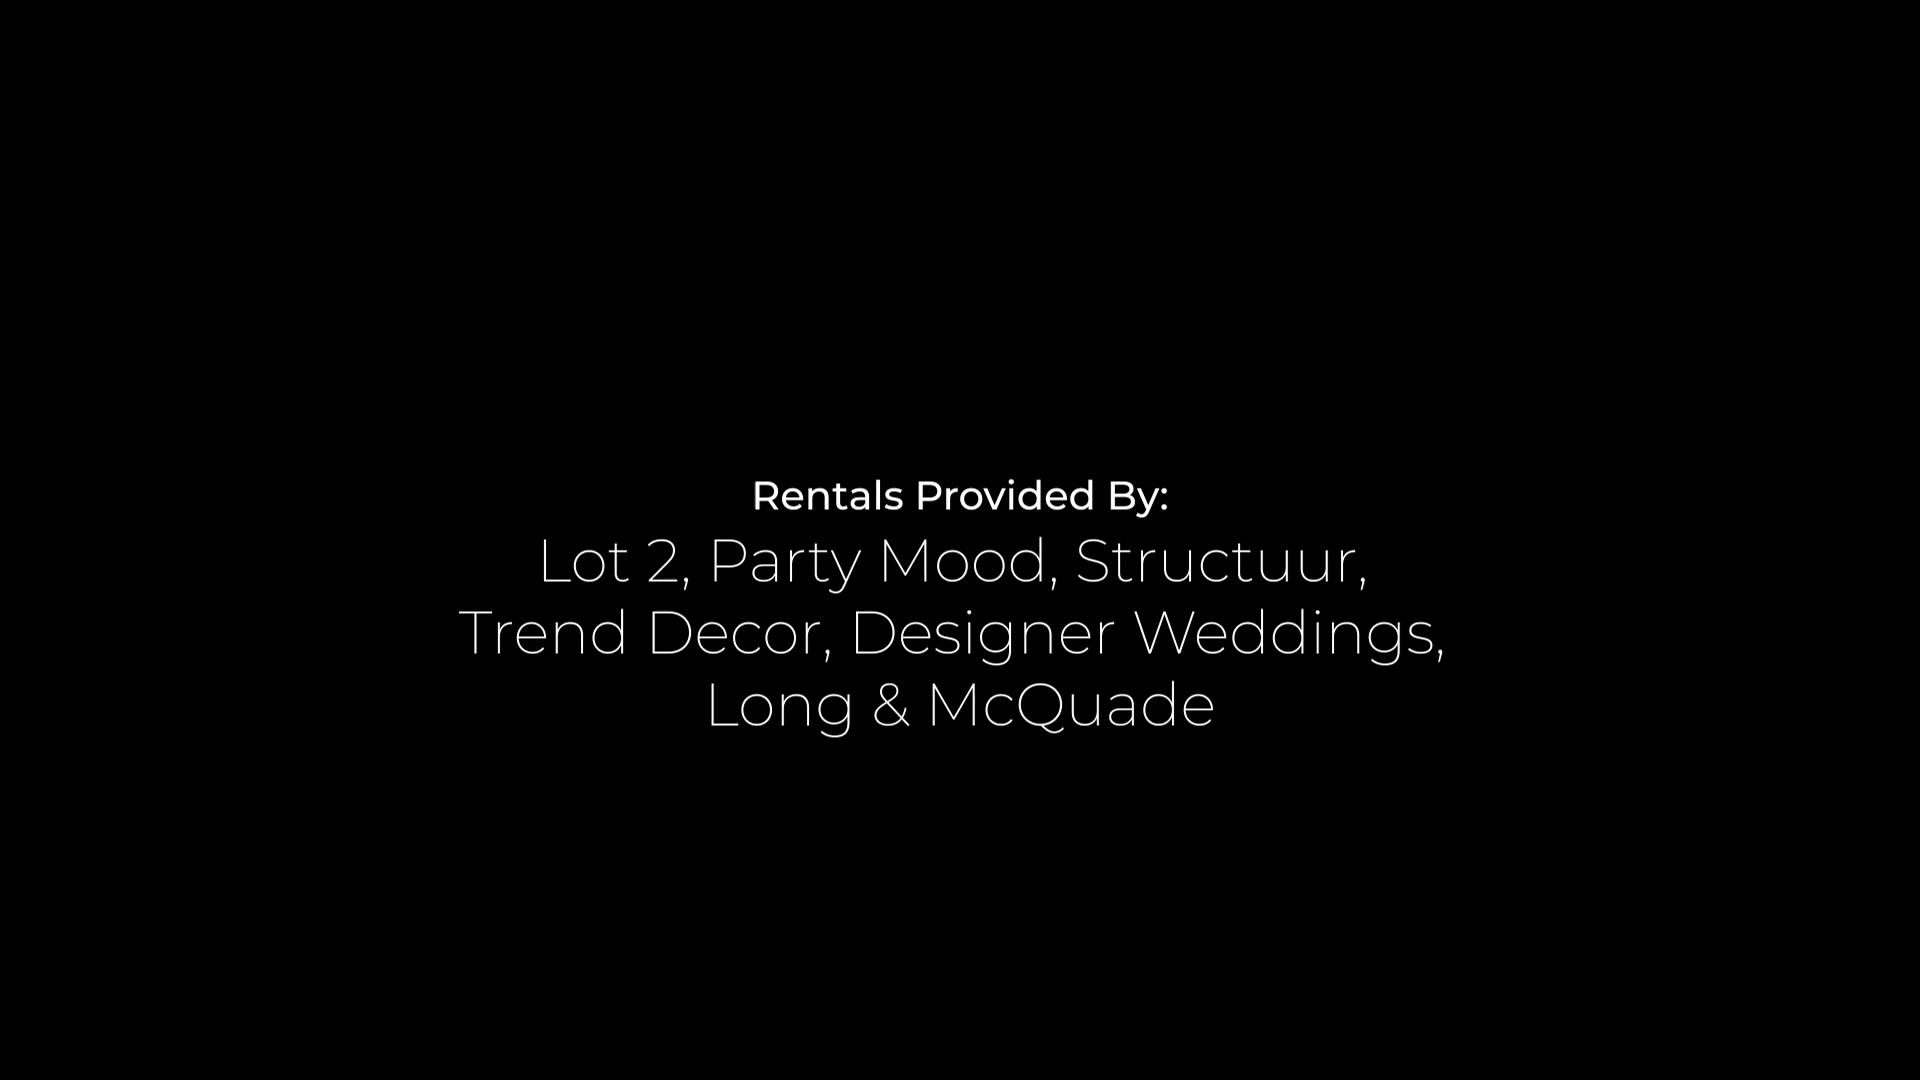 Rentals Provided By:
Lot 2, Party Mood, Structuur,
Trend Decor, Designer Weddings,
Long & McQuade